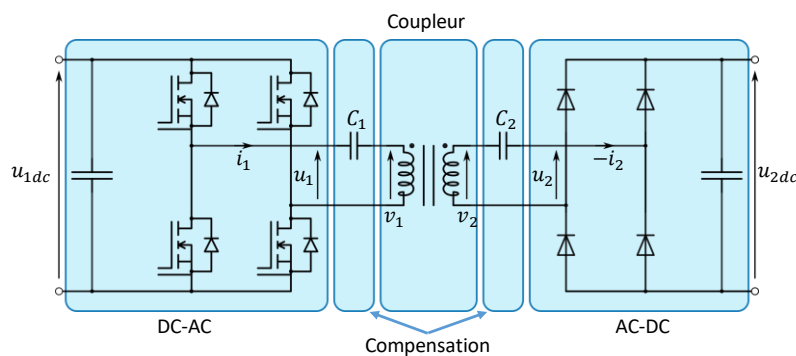 Coupleur
C₁
C₂
i₁
u₁
u₂
−i₂
u₁dc
u₂dc
v₁
v₂
DC-AC
AC-DC
Compensation